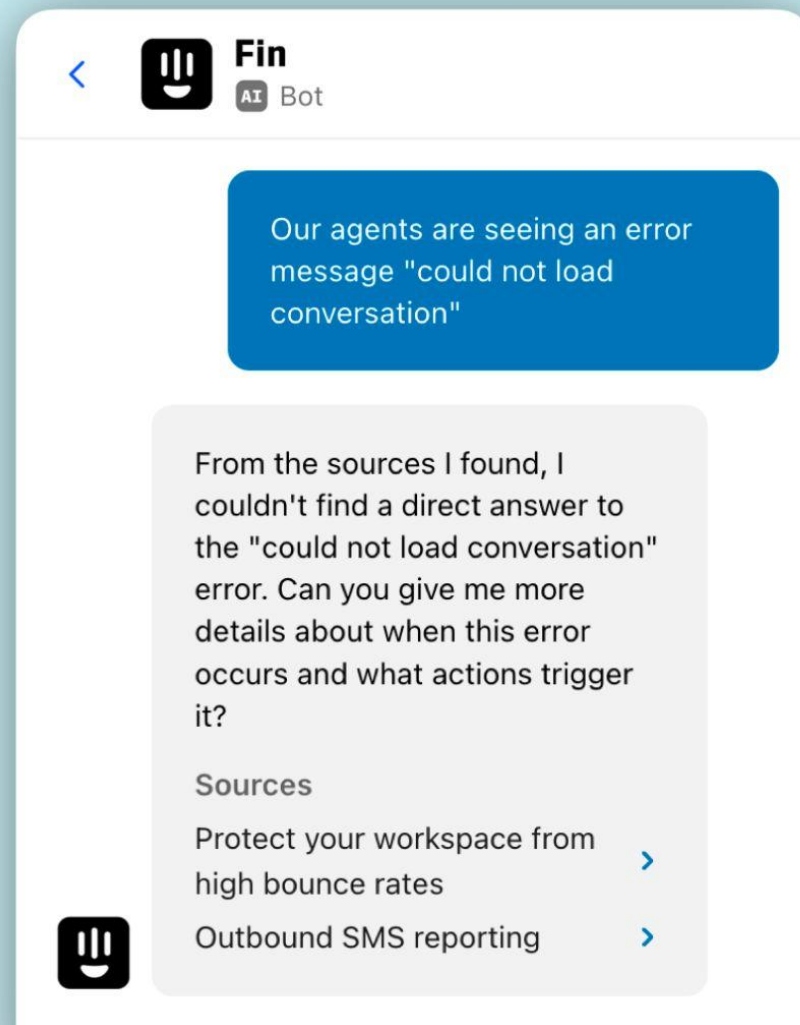 Fin
AI Bot
Our agents are seeing an error
message "could not load
conversation"
From the sources I found, I
couldn't find a direct answer to
the "could not load conversation"
error. Can you give me more
details about when this error
occurs and what actions trigger
it?
Sources
Protect your workspace from
high bounce rates
Outbound SMS reporting